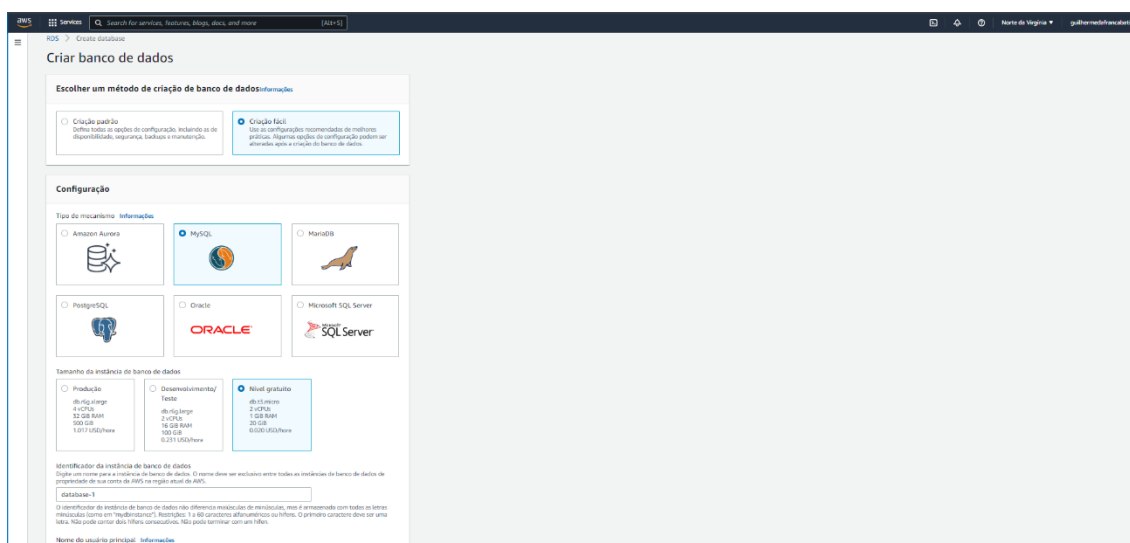 aws
Services
Search for services, features, blogs, docs, and more
[Alt+S]
Norte da Virgínia
RDS > Create database
Criar banco de dados
Escolher um método de criação de banco de dados Informações
Criação padrão
Defina todas as opções de configuração, incluindo as de
disponibilidade, segurança, backups e manutenção.
Criação fácil
Use as configurações recomendadas de melhores
práticas. Algumas opções de configuração podem ser
alteradas após a criação do banco de dados.
Configuração
Tipo de mecanismo Informações
Amazon Aurora
MySQL
MariaDB
PostgreSQL
Oracle
ORACLE
Microsoft SQL Server
Microsoft
SQL Server
Tamanho da instância de banco de dados
Produção
db.r6g.xlarge
4 vCPUs
32 GiB RAM
500 GiB
1.017 USD/hora
Desenvolvimento/
Teste
db.r6g.large
2 vCPUs
16 GiB RAM
100 GiB
0.231 USD/hora
Nível gratuito
db.t3.micro
2 vCPUs
1 GiB RAM
20 GiB
0.020 USD/hora
Identificador da instância de banco de dados
Digite um nome para a instância de banco de dados. O nome deve ser exclusivo entre todas as instâncias de banco de dados de
propriedade de sua conta da AWS na região atual da AWS.
database-1
O identificador da instância de banco de dados não diferencia maiúsculas de minúsculas, mas é armazenado com todas as letras
minúsculas (como em "mydbinstance"). Restrições: 1 a 60 caracteres alfanuméricos ou hifens. O primeiro caractere deve ser uma
letra. Não pode conter dois hifens consecutivos. Não pode terminar com um hífen.
Nome do usuário principal Informações